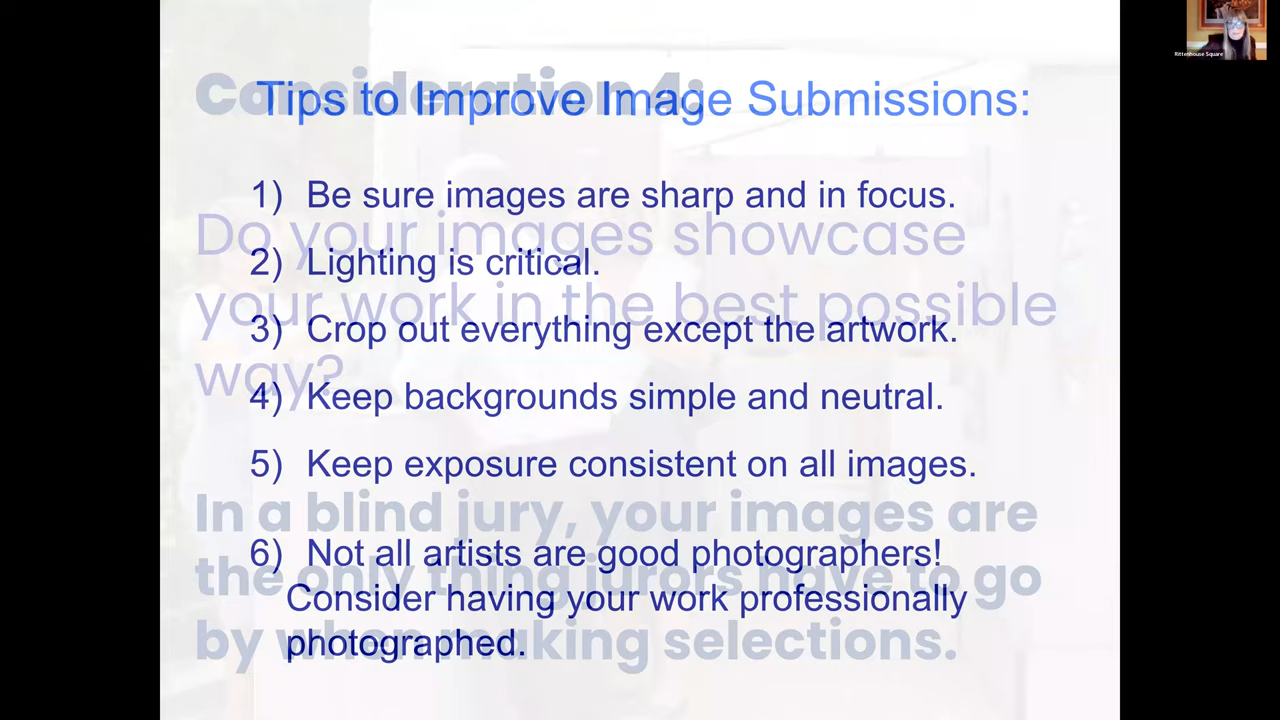 Rittenhouse Square
Consideration 4:
Tips to Improve Image Submissions:
1) Be sure images are sharp and in focus.
Do your images showcase
2) Lighting is critical.
your work in the best possible
3) Crop out everything except the artwork.
way?
4) Keep backgrounds simple and neutral.
5) Keep exposure consistent on all images.
In a blind jury, your images are
6) Not all artists are good photographers!
the only thing jurors have to go
Consider having your work professionally
by when making selections.
photographed.